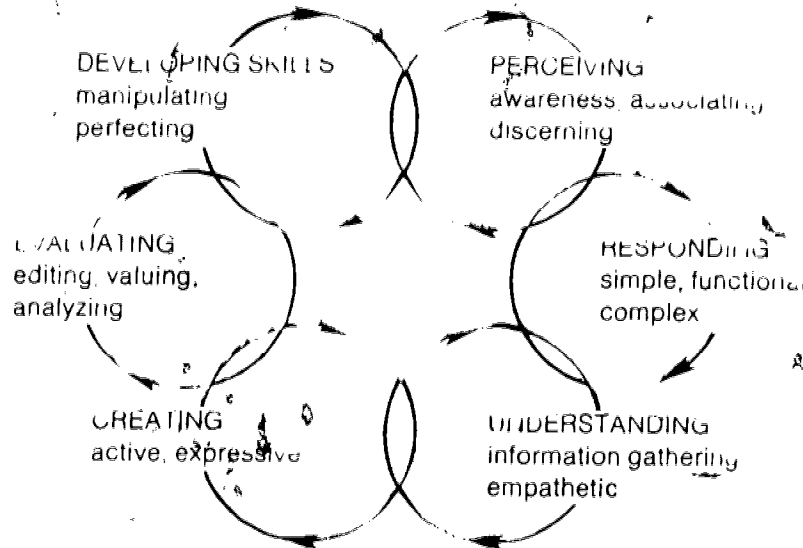 DEVELOPING SKILLS
manipulating
perfecting
PERCEIVING
awareness, associating,
discerning
RESPONDING
simple, functional
complex
UNDERSTANDING
information gathering
empathetic
CREATING
active, expressive
EVALUATING
editing, valuing,
analyzing